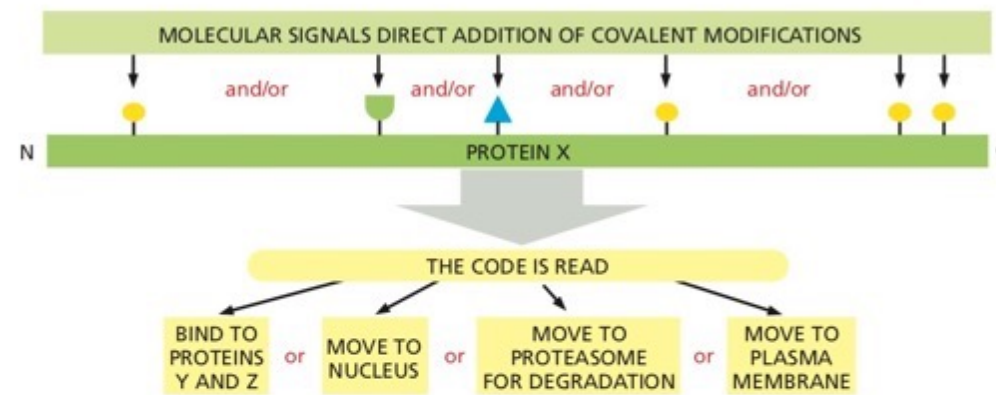 MOLECULAR SIGNALS DIRECT ADDITION OF COVALENT MODIFICATIONS
and/or and/or and/or and/or
N PROTEIN X
THE CODE IS READ
BIND TO
PROTEINS
Y AND Z
or
MOVE TO
NUCLEUS
or
MOVE TO
PROTEASOME
FOR DEGRADATION
or
MOVE TO
PLASMA
MEMBRANE